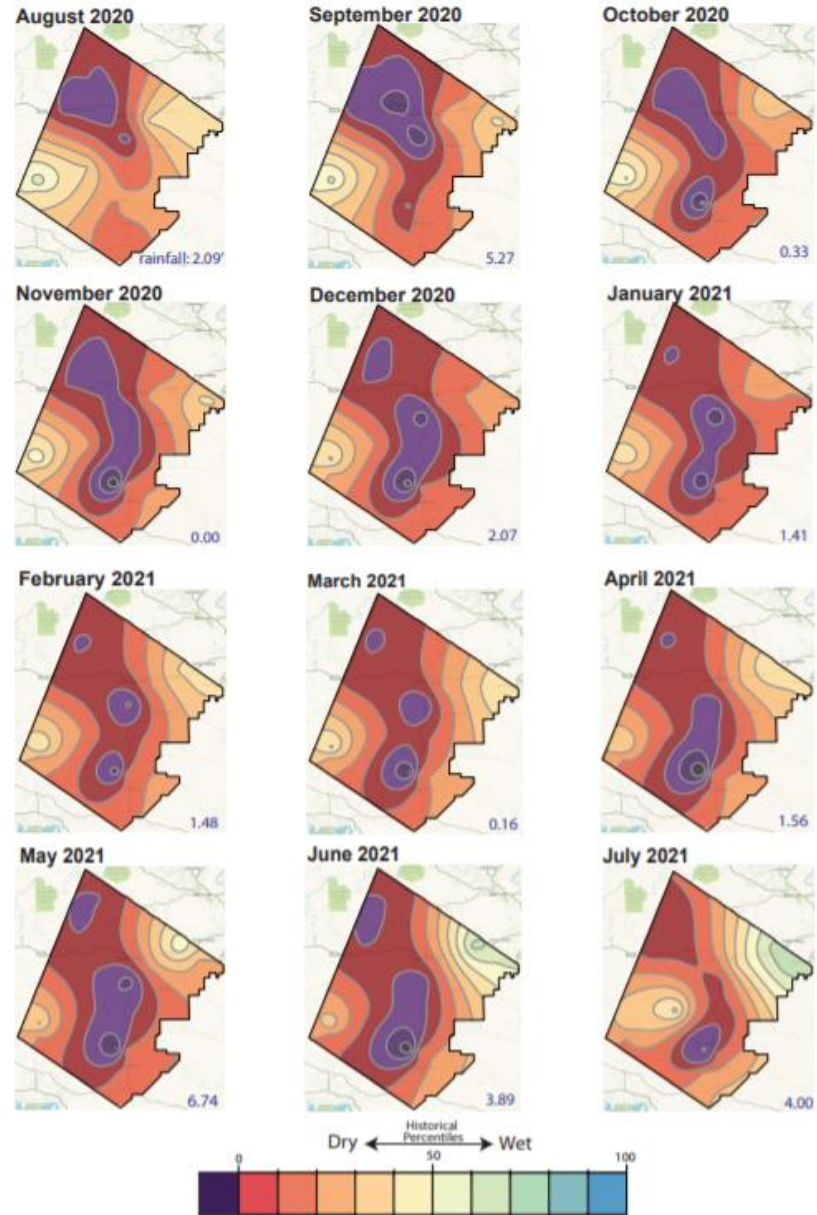 August 2020
September 2020
October 2020
rainfall: 2.09'
5.27
0.33
November 2020
December 2020
January 2021
0.00
2.07
1.41
February 2021
March 2021
April 2021
1.48
0.16
1.56
May 2021
June 2021
July 2021
6.74
3.89
4.00
Historical
Dry Percentiles Wet
0 50 100